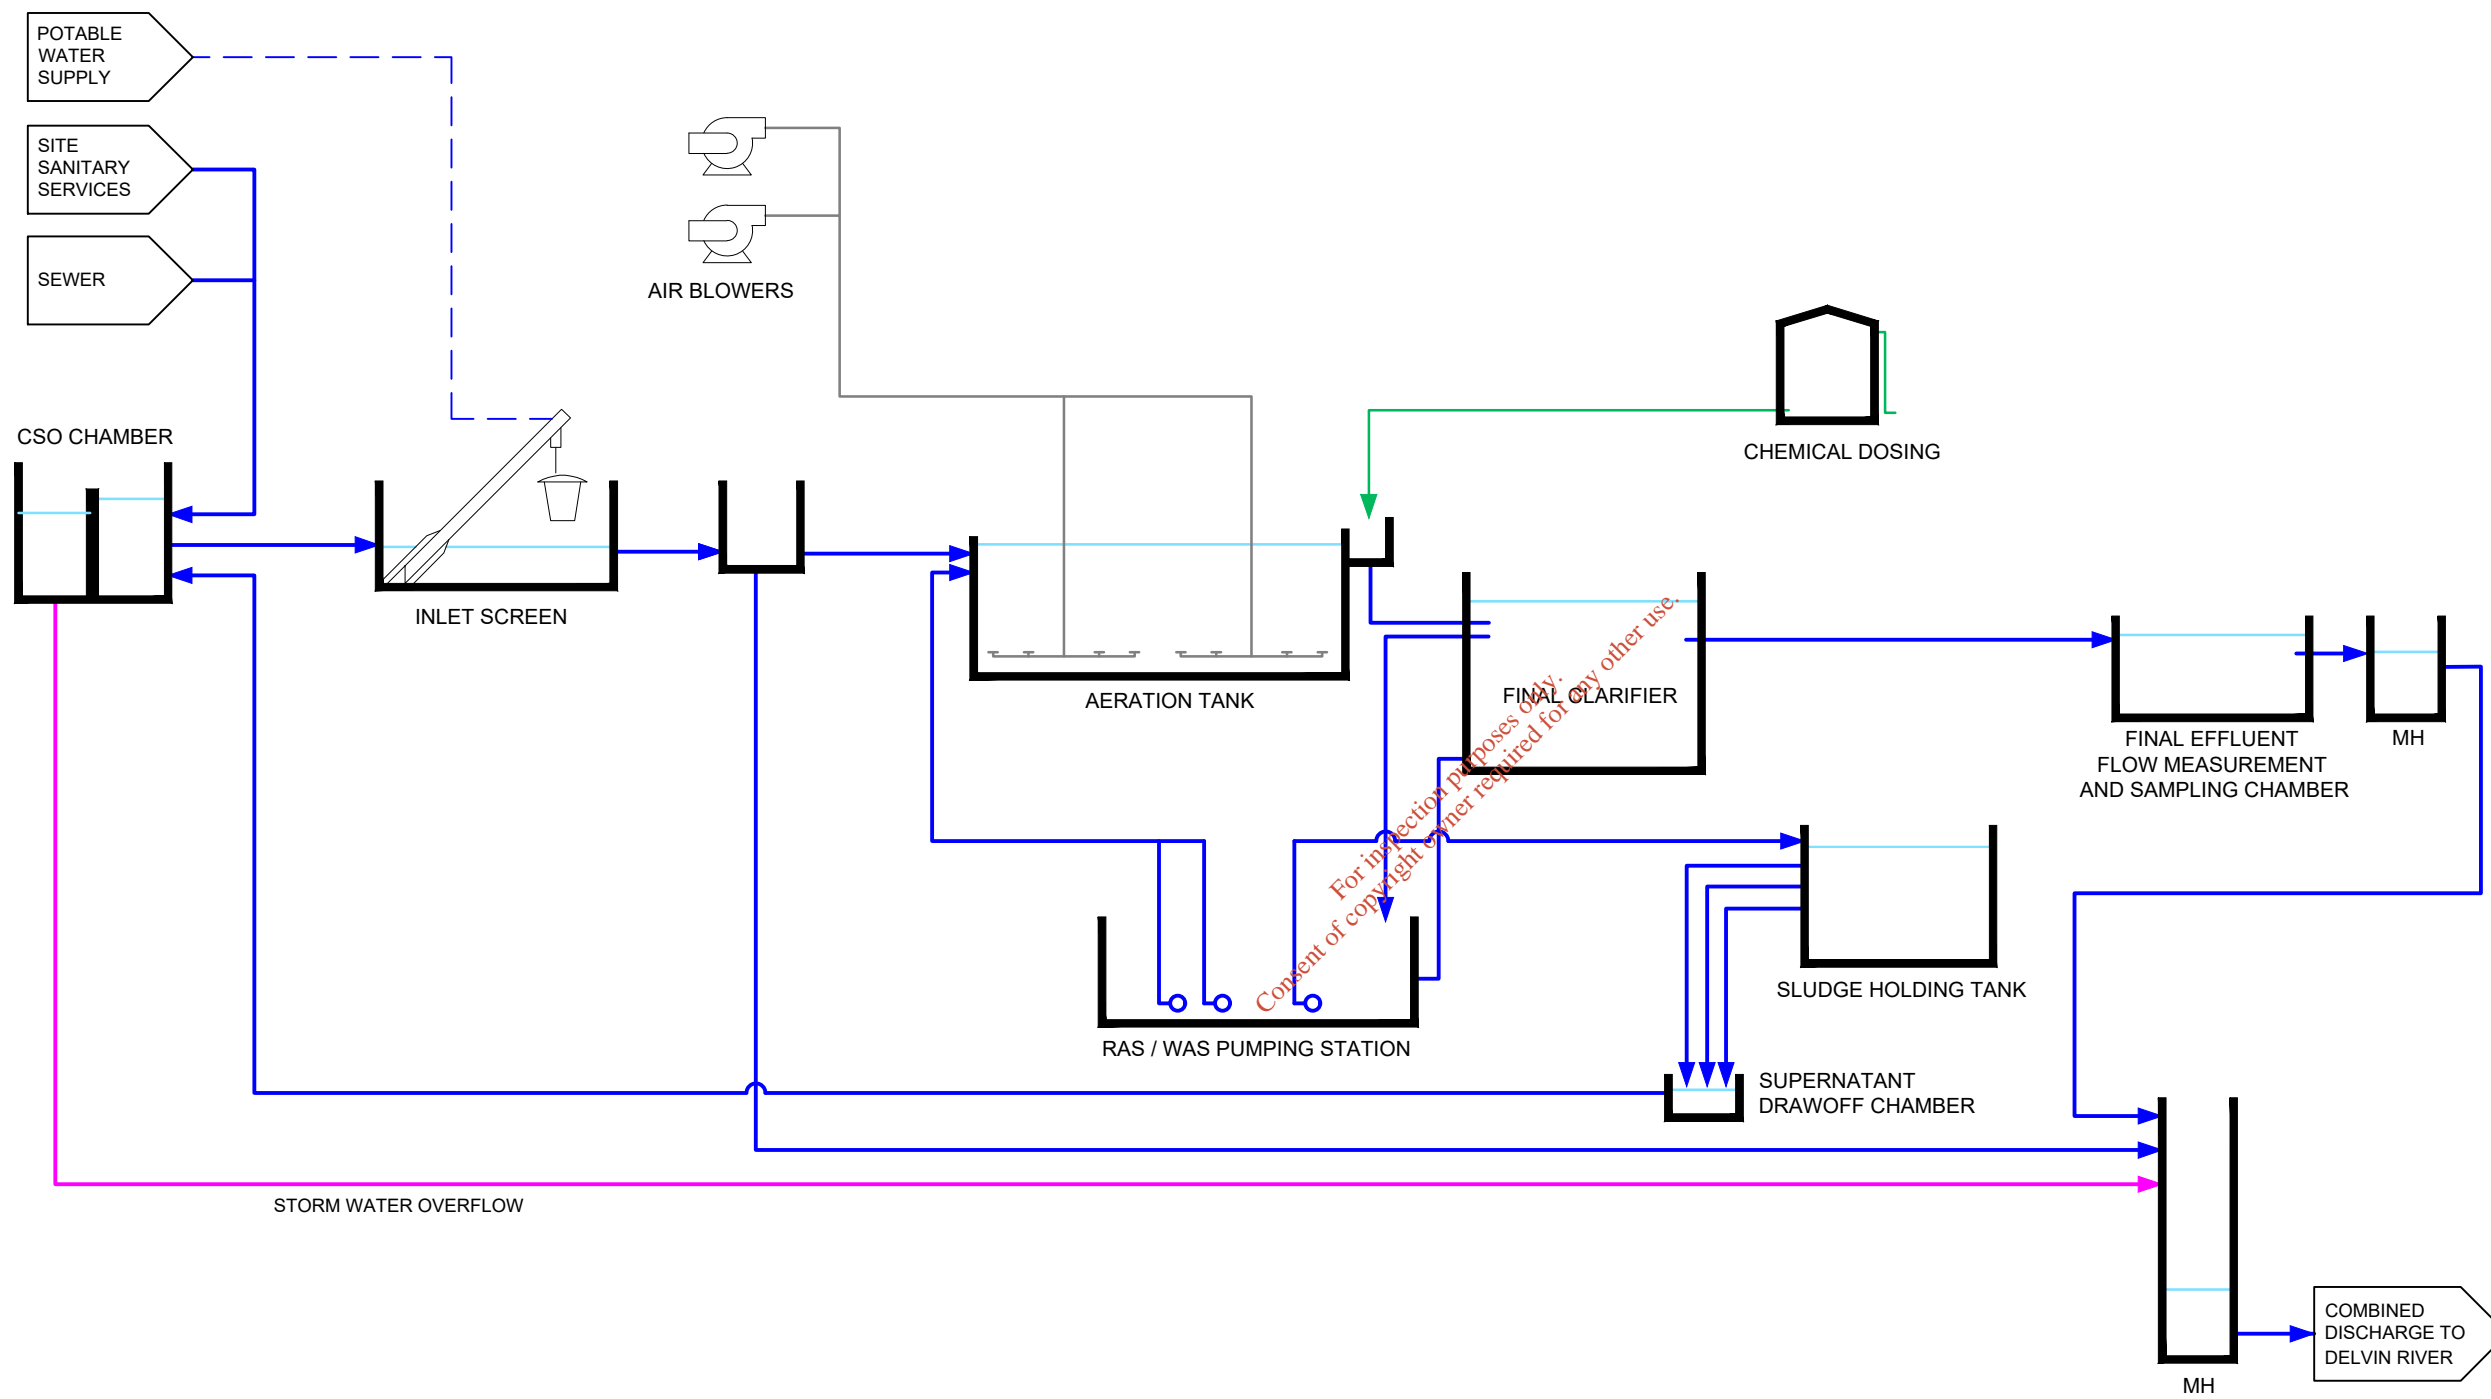 POTABLE
WATER
SUPPLY
SITE
SANITARY
SERVICES
SEWER
AIR BLOWERS
CSO CHAMBER
CHEMICAL DOSING
INLET SCREEN
AERATION TANK
FINAL CLARIFIER
FINAL EFFLUENT
FLOW MEASUREMENT
AND SAMPLING CHAMBER
MH
For inspection purposes only.
Consent of copyright owner required for any other use.
SLUDGE HOLDING TANK
RAS / WAS PUMPING STATION
SUPERNATANT
DRAWOFF CHAMBER
STORM WATER OVERFLOW
COMBINED
DISCHARGE TO
DELVIN RIVER
MH